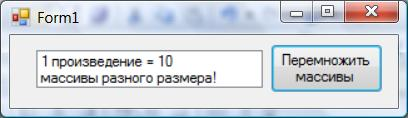 Form1
1 произведение = 10
массивы разного размера!
Перемножить
массивы